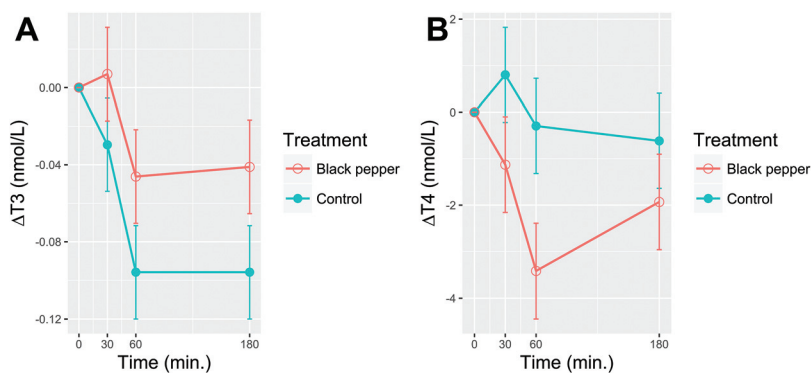 A
ΔT3 (nmol/L)
0.00
-0.04
-0.08
-0.12
0 30 60 180
Time (min.)
Treatment
Black pepper
Control
B
ΔT4 (nmol/L)
2
0
-2
-4
0 30 60 180
Time (min.)
Treatment
Black pepper
Control